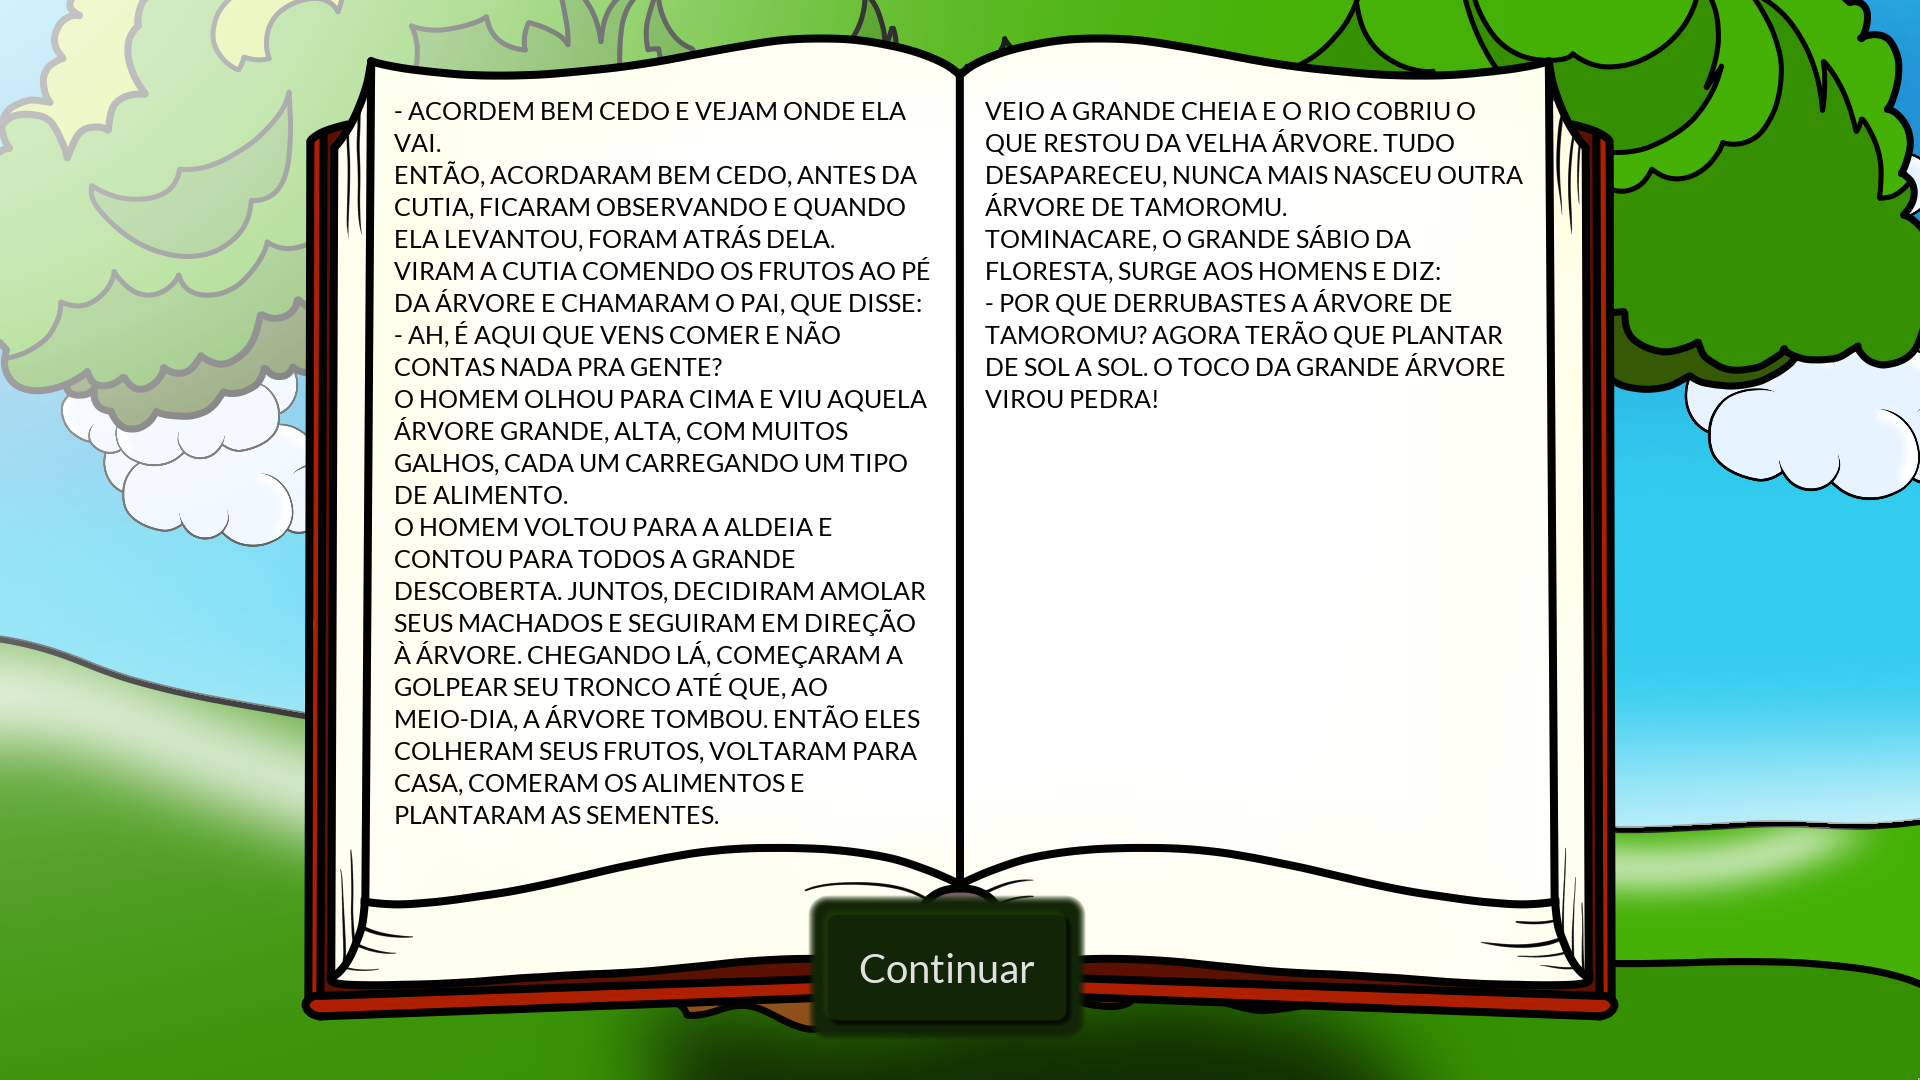 - ACORDEM BEM CEDO E VEJAM ONDE ELA
VAI.
ENTÃO, ACORDARAM BEM CEDO, ANTES DA
CUTIA, FICARAM OBSERVANDO E QUANDO
ELA LEVANTOU, FORAM ATRÁS DELA.
VIRAM A CUTIA COMENDO OS FRUTOS AO PÉ
DA ÁRVORE E CHAMARAM O PAI, QUE DISSE:
- AH, É AQUI QUE VENS COMER E NÃO
CONTAS NADA PRA GENTE?
O HOMEM OLHOU PARA CIMA E VIU AQUELA
ÁRVORE GRANDE, ALTA, COM MUITOS
GALHOS, CADA UM CARREGANDO UM TIPO
DE ALIMENTO.
O HOMEM VOLTOU PARA A ALDEIA E
CONTOU PARA TODOS A GRANDE
DESCOBERTA. JUNTOS, DECIDIRAM AMOLAR
SEUS MACHADOS E SEGUIRAM EM DIREÇÃO
À ÁRVORE. CHEGANDO LÁ, COMEÇARAM A
GOLPEAR SEU TRONCO ATÉ QUE, AO
MEIO-DIA, A ÁRVORE TOMBOU. ENTÃO ELES
COLHERAM SEUS FRUTOS, VOLTARAM PARA
CASA, COMERAM OS ALIMENTOS E
PLANTARAM AS SEMENTES.
VEIO A GRANDE CHEIA E O RIO COBRIU O
QUE RESTOU DA VELHA ÁRVORE. TUDO
DESAPARECEU, NUNCA MAIS NASCEU OUTRA
ÁRVORE DE TAMOROMU.
TOMINACARE, O GRANDE SÁBIO DA
FLORESTA, SURGE AOS HOMENS E DIZ:
- POR QUE DERRUBASTES A ÁRVORE DE
TAMOROMU? AGORA TERÃO QUE PLANTAR
DE SOL A SOL. O TOCO DA GRANDE ÁRVORE
VIROU PEDRA!
Continuar